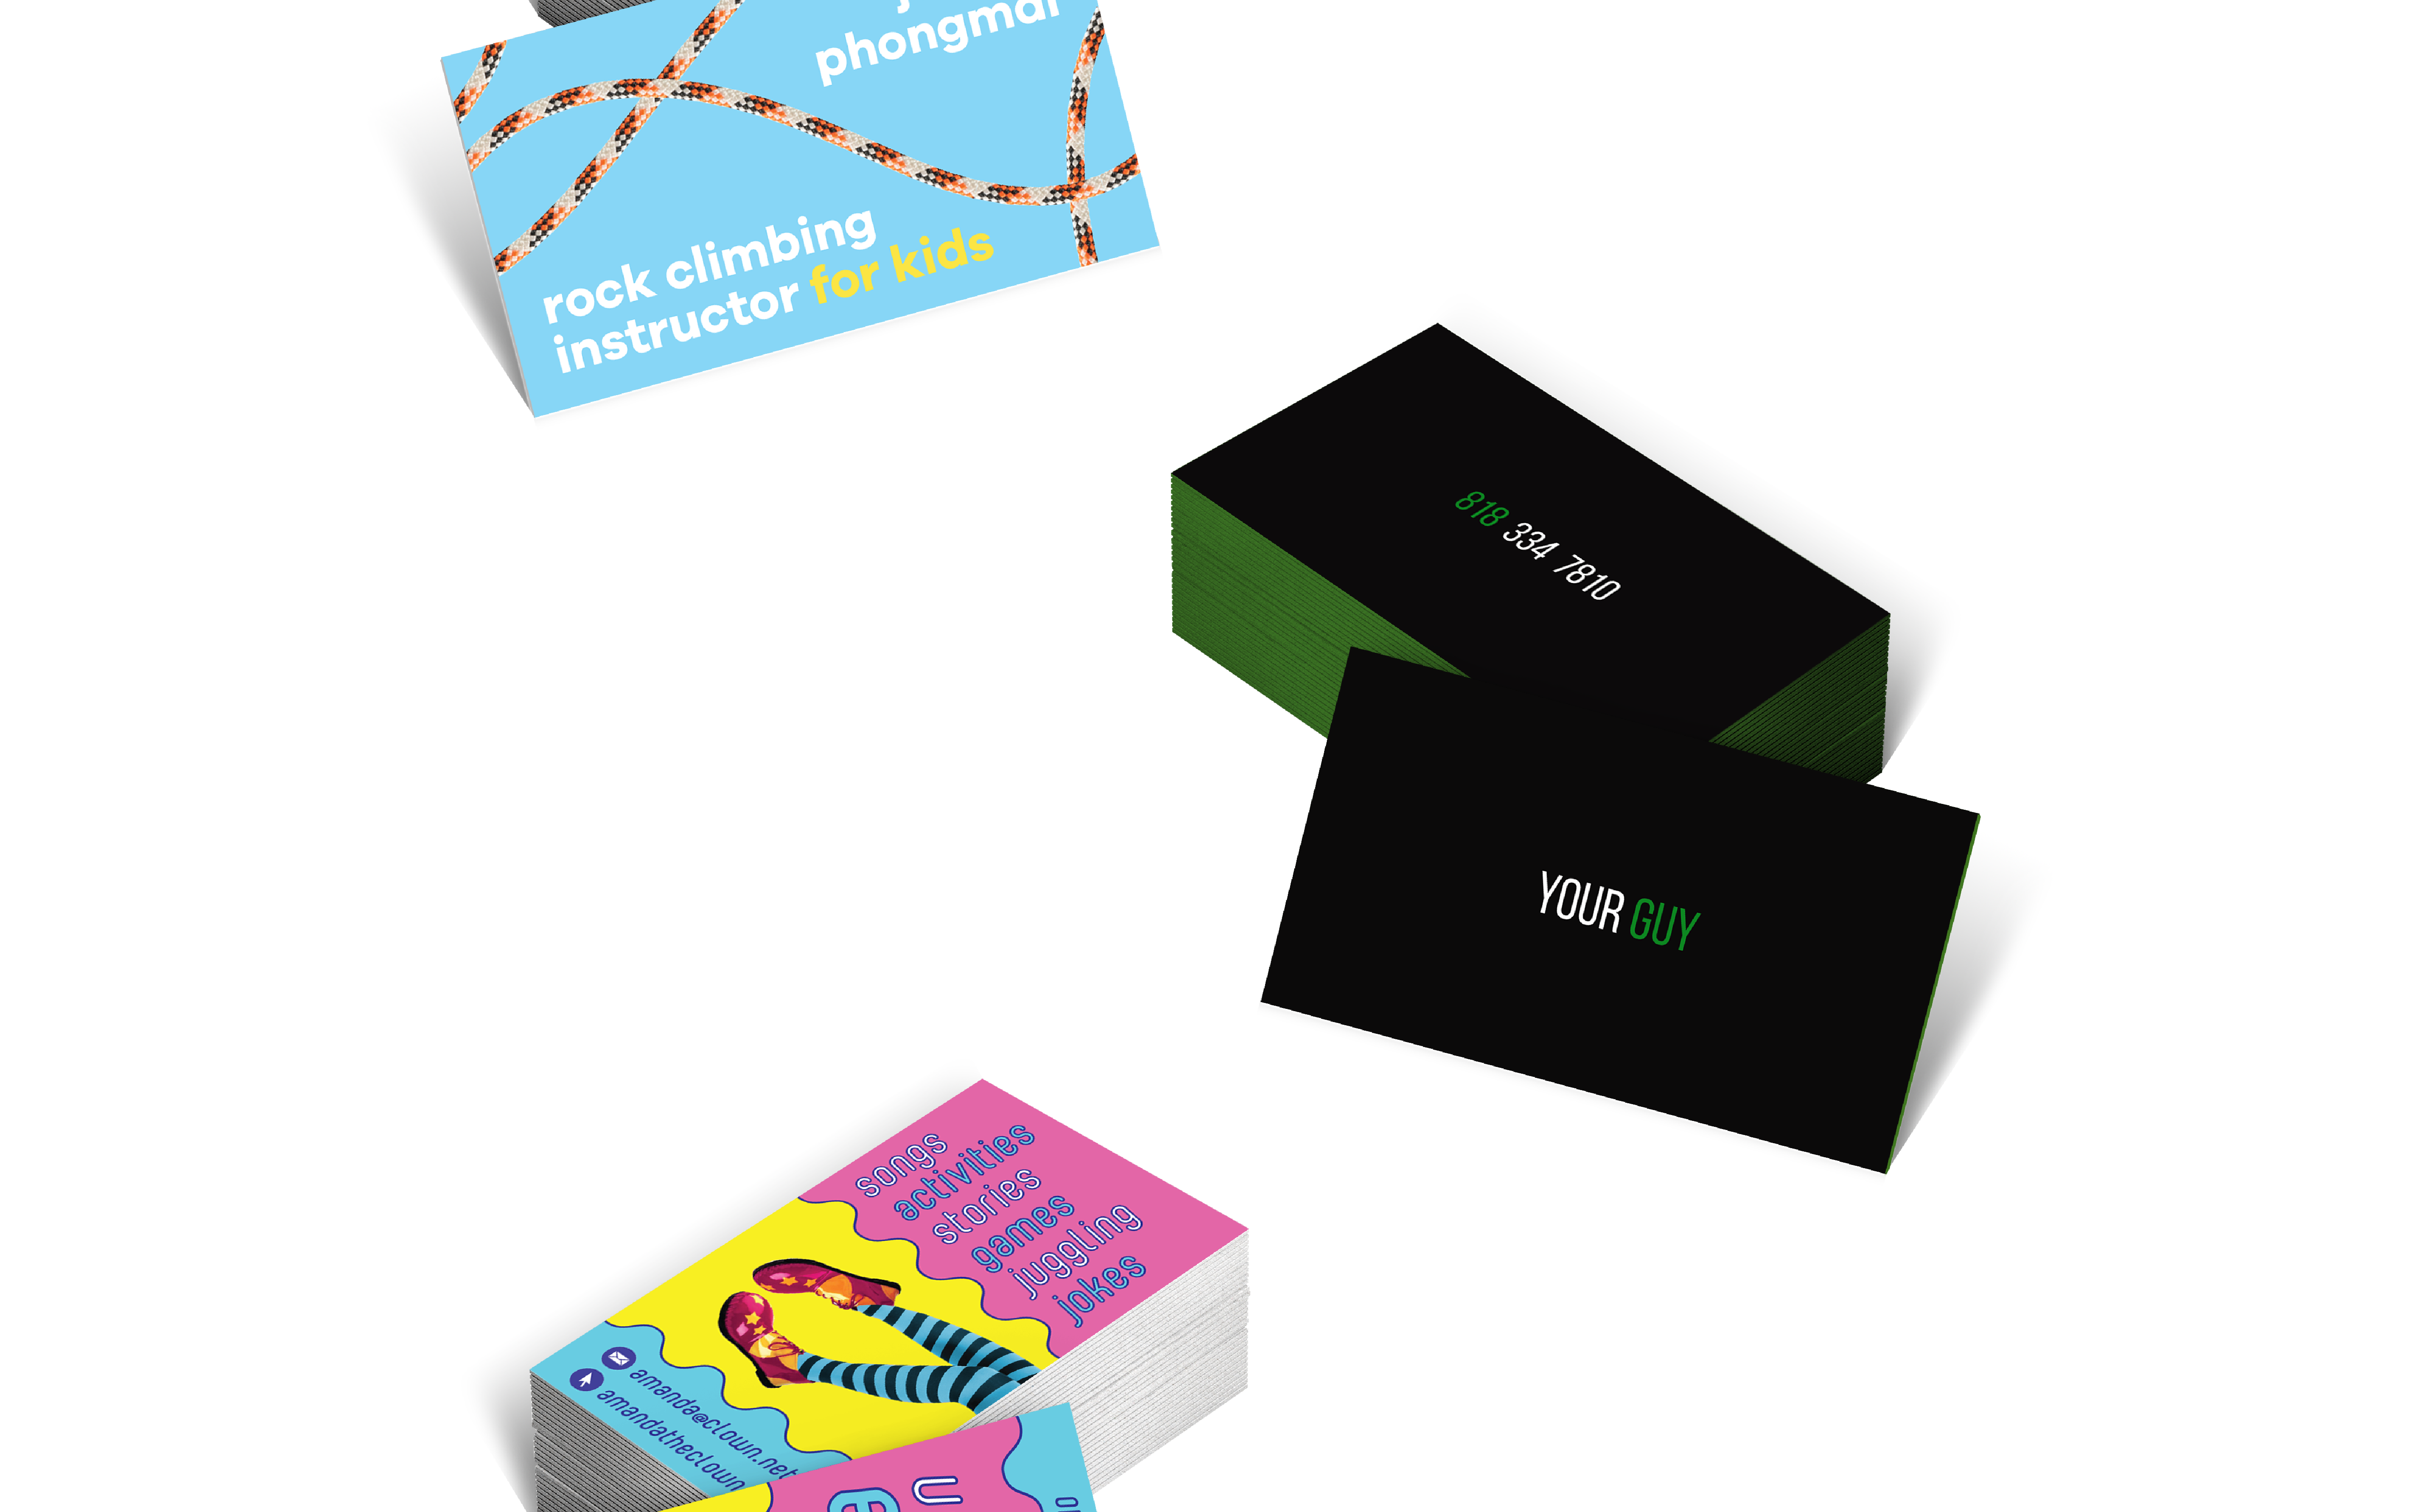 phongmai
rock climbing
instructor for kids
818 334 7810
YOUR GUY
songs
activities
stories
games
juggling
jokes
amanda@clown.net
amandatheclown